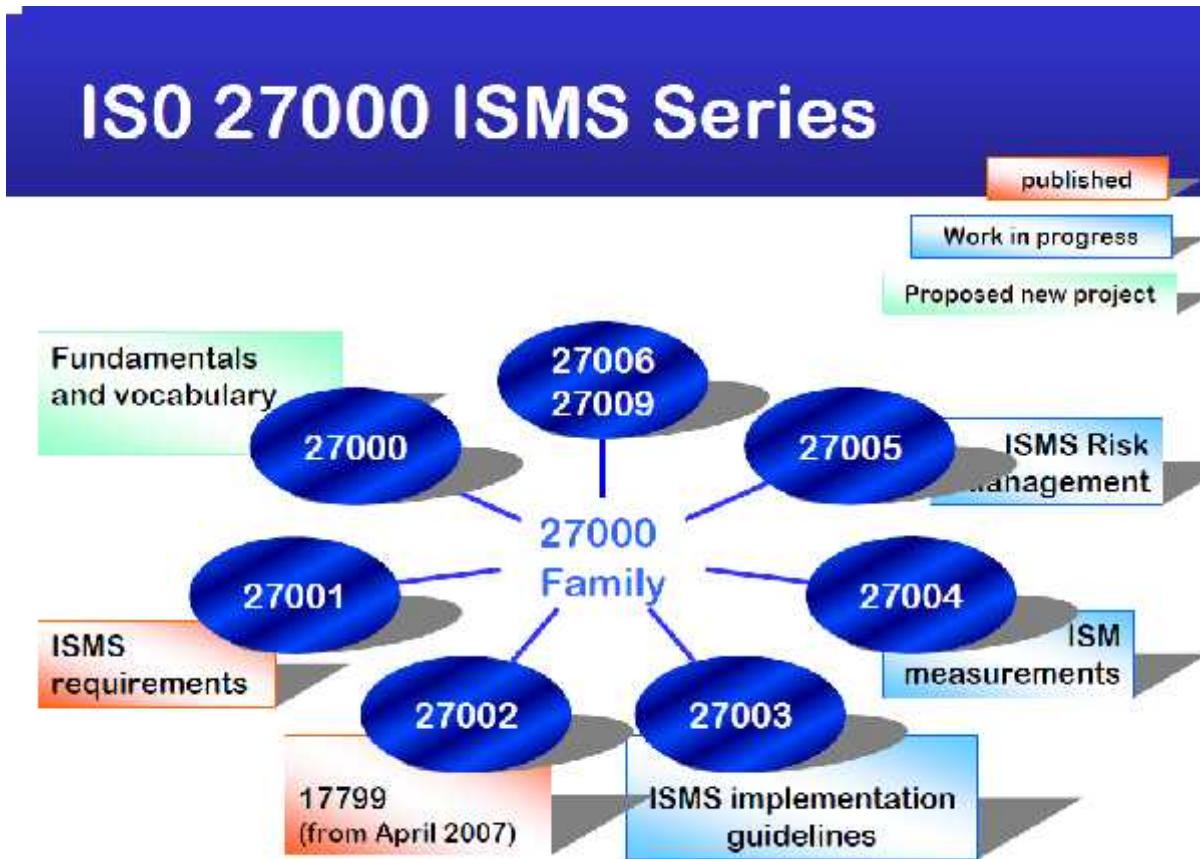 IS0 27000 ISMS Series
published
Work in progress
Proposed new project
Fundamentals
and vocabulary
27000
27006
27009
27005
ISMS Risk
management
27000
Family
27001
ISMS
requirements
27004
ISM
measurements
27002
17799
(from April 2007)
27003
ISMS implementation
guidelines